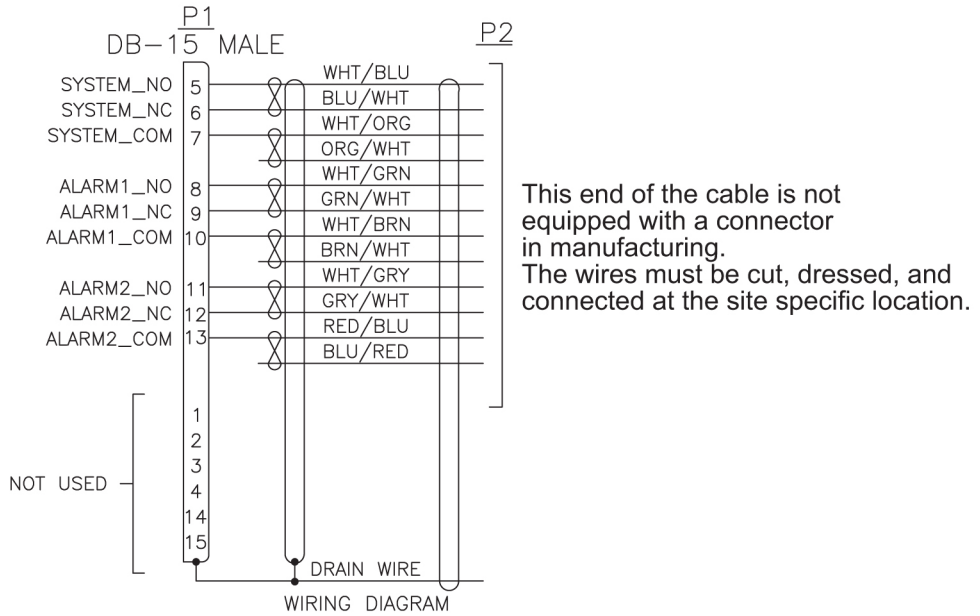 P1
DB-15 MALE
P2
SYSTEM_NO 5 WHT/BLU
SYSTEM_NC 6 BLU/WHT
SYSTEM_COM 7 WHT/ORG
ORG/WHT
ALARM1_NO 8 WHT/GRN
ALARM1_NC 9 GRN/WHT
ALARM1_COM 10 WHT/BRN
BRN/WHT
ALARM2_NO 11 WHT/GRY
ALARM2_NC 12 GRY/WHT
ALARM2_COM 13 RED/BLU
BLU/RED
This end of the cable is not
equipped with a connector
in manufacturing.
The wires must be cut, dressed, and
connected at the site specific location.
NOT USED
1
2
3
4
14
15
DRAIN WIRE
WIRING DIAGRAM